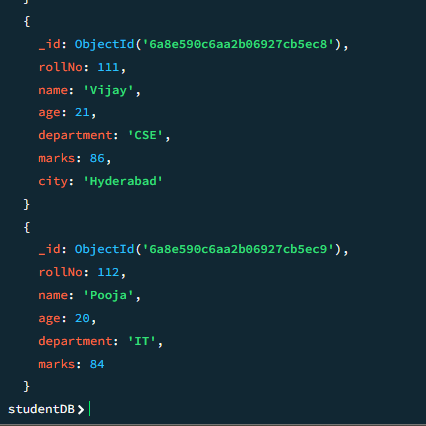 }
{
_id: ObjectId('6a8e590c6aa2b06927cb5ec8'),
rollNo: 111,
name: 'Vijay',
age: 21,
department: 'CSE',
marks: 86,
city: 'Hyderabad'
}
{
_id: ObjectId('6a8e590c6aa2b06927cb5ec9'),
rollNo: 112,
name: 'Pooja',
age: 20,
department: 'IT',
marks: 84
}
studentDB>